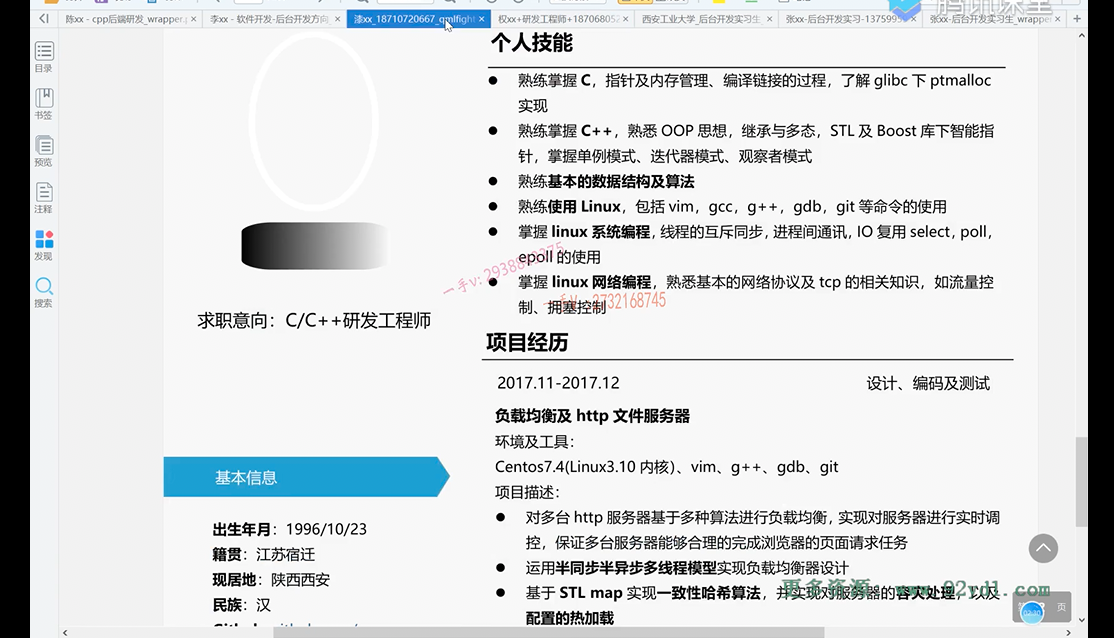 陈xx - cpp后端研发_wrapper.
李xx - 软件开发-后台开发方向
漆xx_18710720667_qmlfight
权xx+研发工程师+1870680
西安工业大学_后台开发实习生
张xx-后台开发实习-137599
张xx-后台开发实习生_wrapper
腾讯课堂
目录
书签
预览
注释
发现
搜索
求职意向：C/C++研发工程师
基本信息
出生年月：1996/10/23
籍贯：江苏宿迁
现居地：陕西西安
民族：汉
个人技能
熟练掌握 C，指针及内存管理、编译链接的过程，了解 glibc 下 ptmalloc
实现
熟练掌握 C++，熟悉 OOP 思想，继承与多态，STL 及 Boost 库下智能指
针，掌握单例模式、迭代器模式、观察者模式
熟练基本的数据结构及算法
熟练使用 Linux，包括 vim，gcc，g++，gdb，git 等命令的使用
掌握 linux 系统编程，线程的互斥同步，进程间通讯，IO 复用 select，poll，
epoll 的使用
掌握 linux 网络编程，熟悉基本的网络协议及 tcp 的相关知识，如流量控
制、拥塞控制
项目经历
2017.11-2017.12 设计、编码及测试
负载均衡及 http 文件服务器
环境及工具：
Centos7.4(Linux3.10 内核)、vim、g++、gdb、git
项目描述：
对多台 http 服务器基于多种算法进行负载均衡，实现对服务器进行实时调
控，保证多台服务器能够合理的完成浏览器的页面请求任务
运用半同步半异步多线程模型实现负载均衡器设计
基于 STL map 实现一致性哈希算法，并实现对服务器的容灾处理，以及
配置的热加载
更多资源
页